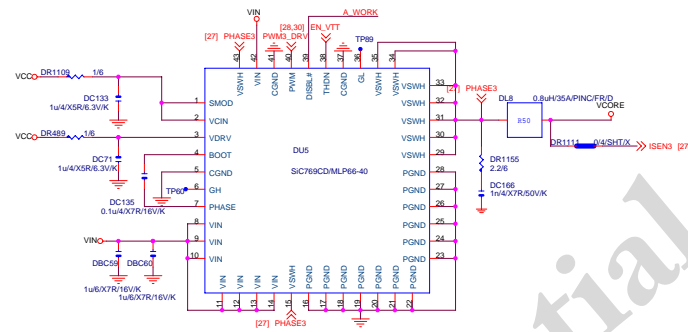 A_WORK
VIN
[28,30] EN_VTT
[27] PHASE3
PWM3_DRV
TP89
43
42
41
40
39
38
37
36
35
34
VSWH
VIN
CGND
PWM
DISBL#
THDN
CGND
GL
VSWH
VSWH
VCC
DR1109
1/6
DC133
1u/4/X5R/6.3V/K
1
SMOD
2
VCIN
VCC
DR489
1/6
3
VDRV
DC71
1u/4/X5R/6.3V/K
4
BOOT
5
CGND
TP60
6
GH
DC135
0.1u/4/X7R/16V/K
7
PHASE
8
VIN
VIN
9
VIN
10
VIN
DBC59
DBC60
1u/6/X7R/16V/K
1u/6/X7R/16V/K
DU5
SiC769CD/MLP66-40
VSWH
33
VSWH
32
VSWH
31
VSWH
30
VSWH
29
PGND
28
PGND
27
PGND
26
PGND
25
PGND
24
PGND
23
VIN
VIN
VIN
VIN
VSWH
PGND
PGND
PGND
PGND
PGND
PGND
PGND
11
12
13
14
15
16
17
18
19
20
21
22
[27] PHASE3
PHASE3
DL8
0.8uH/35A/PINC/FR/D
R50
VCORE
DR1111
0/4/SHT/X
ISEN3 [27
DR1155
2.2/6
DC166
1n/4/X7R/50V/K
tial